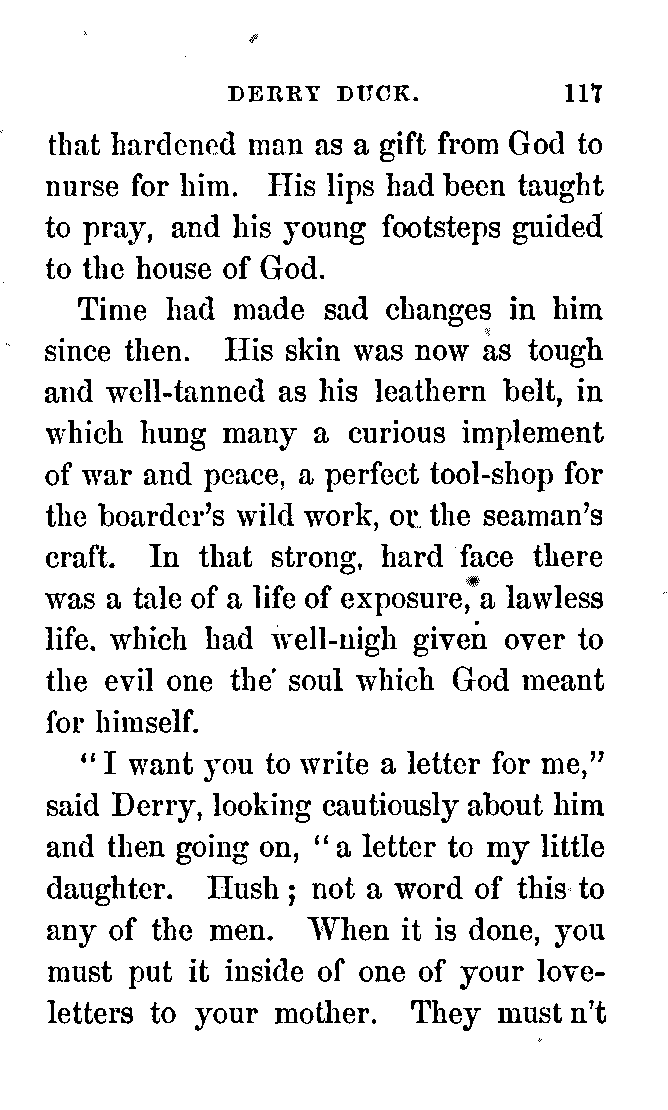 DERRY DUCK. 117
that hardened man as a gift from God to
nurse for him. His lips had been taught
to pray, and his young footsteps guided
to the house of God.
Time had made sad changes in him
since then. His skin was now as tough
and well-tanned as his leathern belt, in
which hung many a curious implement
of war and peace, a perfect tool-shop for
the boarder's wild work, or the seaman's
craft. In that strong, hard face there
was a tale of a life of exposure, a lawless
life. which had well-nigh given over to
the evil one the soul which God meant
for himself.
"I want you to write a letter for me,"
said Derry, looking cautiously about him
and then going on, "a letter to my little
daughter. Hush; not a word of this to
any of the men. When it is done, you
must put it inside of one of your love-
letters to your mother. They must n't